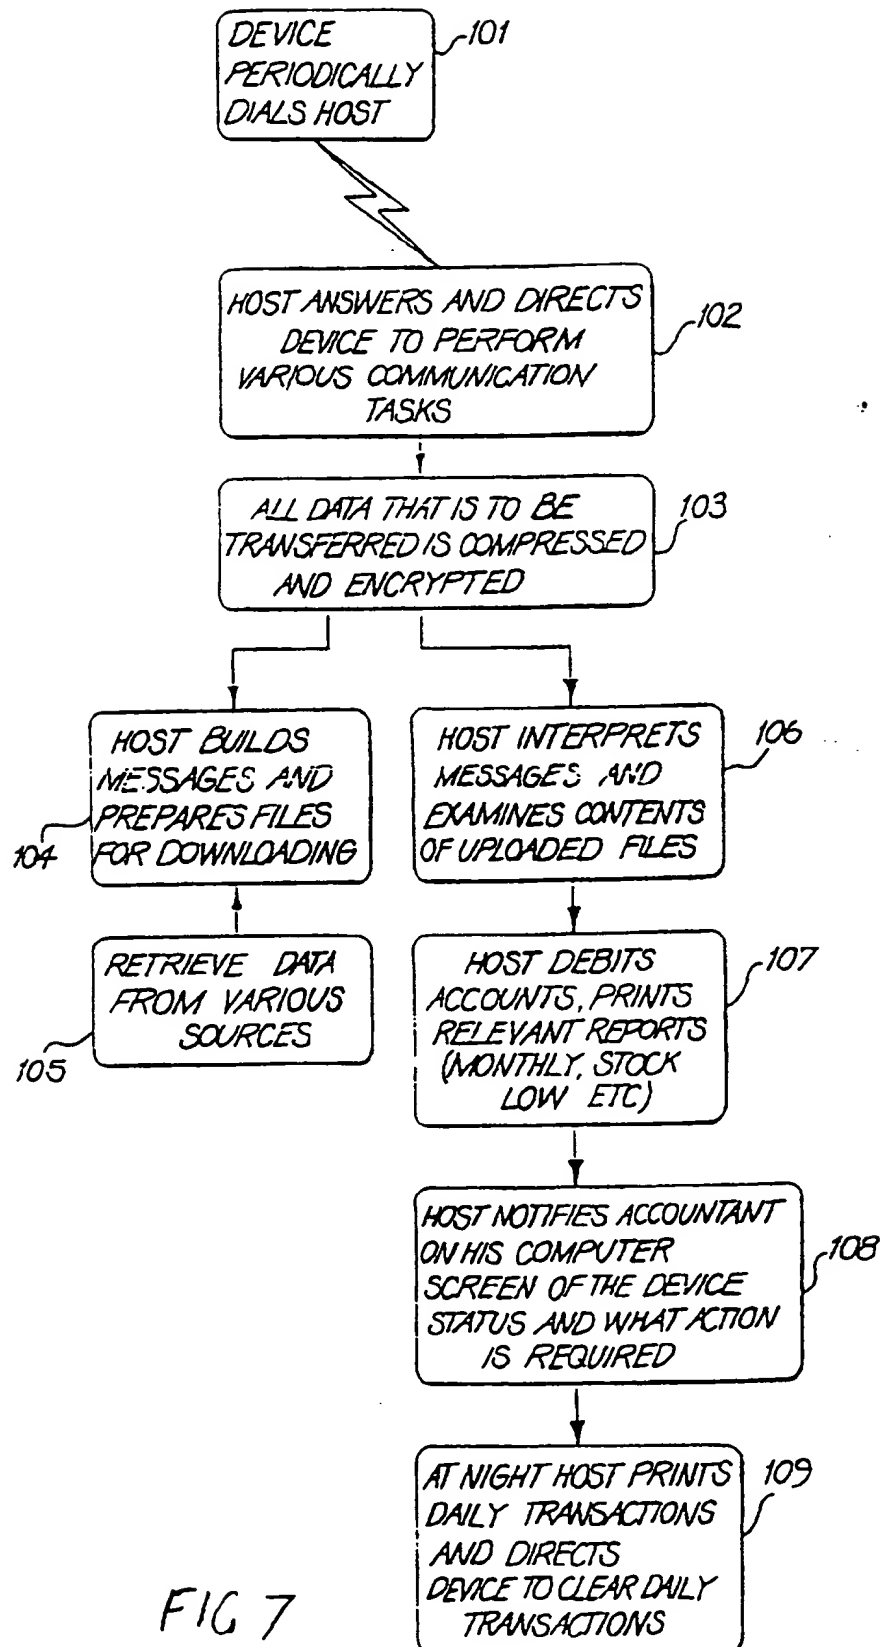 DEVICE
PERIODICALLY
DIALS HOST
101
HOST ANSWERS AND DIRECTS
DEVICE TO PERFORM
VARIOUS COMMUNICATION
TASKS
102
ALL DATA THAT IS TO BE
TRANSFERRED IS COMPRESSED
AND ENCRYPTED
103
HOST BUILDS
MESSAGES AND
PREPARES FILES
FOR DOWNLOADING
104
RETRIEVE DATA
FROM VARIOUS
SOURCES
105
HOST INTERPRETS
MESSAGES AND
EXAMINES CONTENTS
OF UPLOADED FILES
106
HOST DEBITS
ACCOUNTS, PRINTS
RELEVANT REPORTS
(MONTHLY, STOCK
LOW ETC)
107
HOST NOTIFIES ACCOUNTANT
ON HIS COMPUTER
SCREEN OF THE DEVICE
STATUS AND WHAT ACTION
IS REQUIRED
108
AT NIGHT HOST PRINTS
DAILY TRANSACTIONS
AND DIRECTS
DEVICE TO CLEAR DAILY
TRANSACTIONS
109
FIG 7